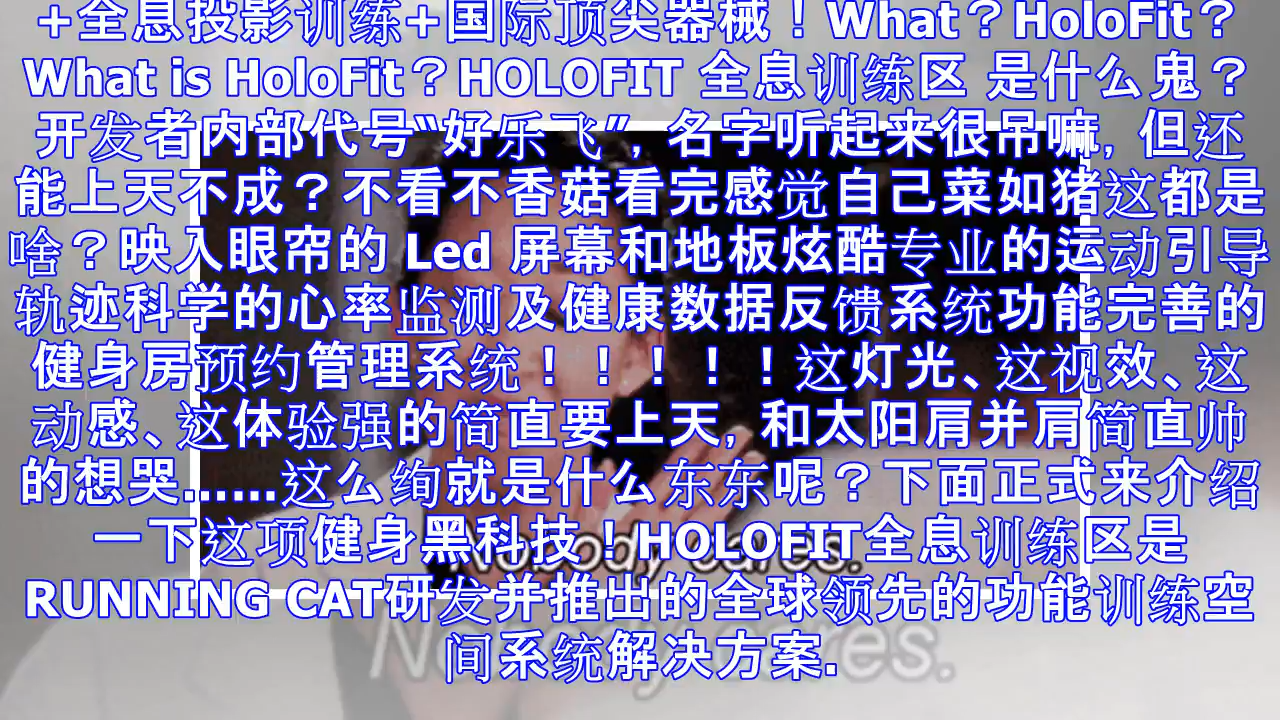 +全息投影训练+国际顶尖器械！What？HoloFit？
What is HoloFit？HOLOFIT 全息训练区 是什么鬼？
开发者内部代号“好乐飞”，名字听起来很吊嘛，但还
能上天不成？不看不香菇看完感觉自己菜如猪这都是
啥？映入眼帘的 Led 屏幕和地板炫酷专业的运动引导
轨迹科学的心率监测及健康数据反馈系统功能完善的
健身房预约管理系统！！！！！这灯光、这视效、这
动感、这体验强的简直要上天，和太阳肩并肩简直帅
的想哭……这么绚就是什么东东呢？下面正式来介绍
一下这项健身黑科技！HOLOFIT全息训练区是
Nobody cares.
RUNNING CAT研发并推出的全球领先的功能训练空
间系统解决方案.
Nobody cares.